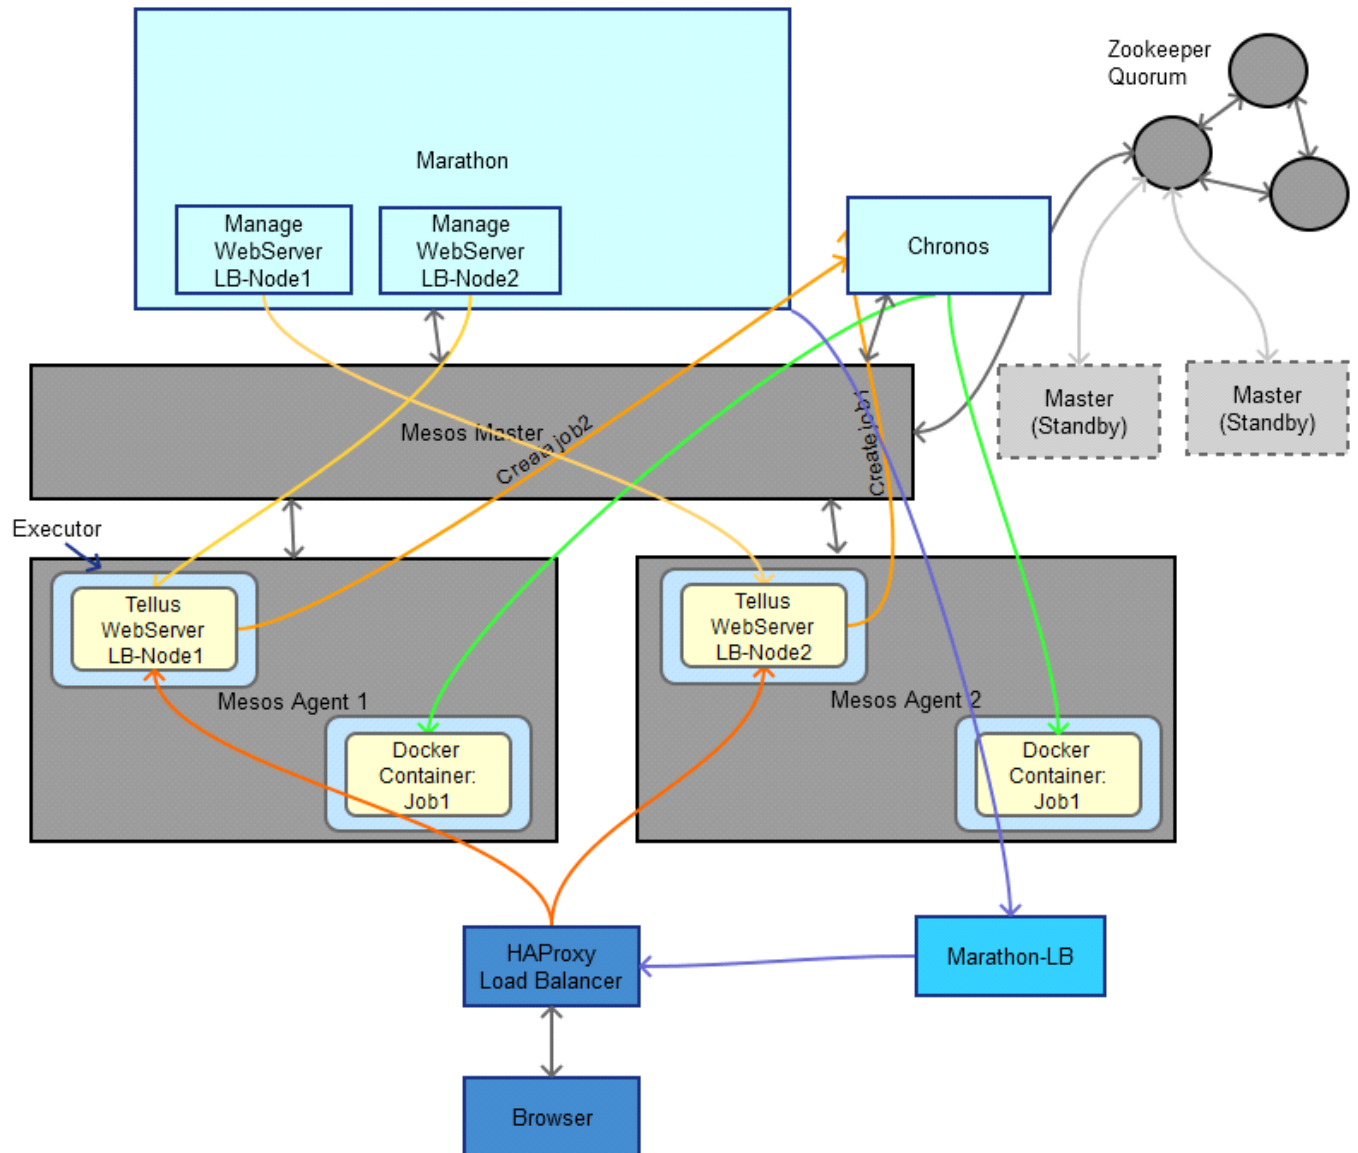 Zookeeper
Quorum
Marathon
Manage
WebServer
LB-Node1
Manage
WebServer
LB-Node2
Chronos
Master
(Standby)
Master
(Standby)
Mesos Master
Create job2
Create job1
Executor
Tellus
WebServer
LB-Node1
Mesos Agent 1
Docker
Container:
Job1
Tellus
WebServer
LB-Node2
Mesos Agent 2
Docker
Container:
Job1
HAProxy
Load Balancer
Marathon-LB
Browser